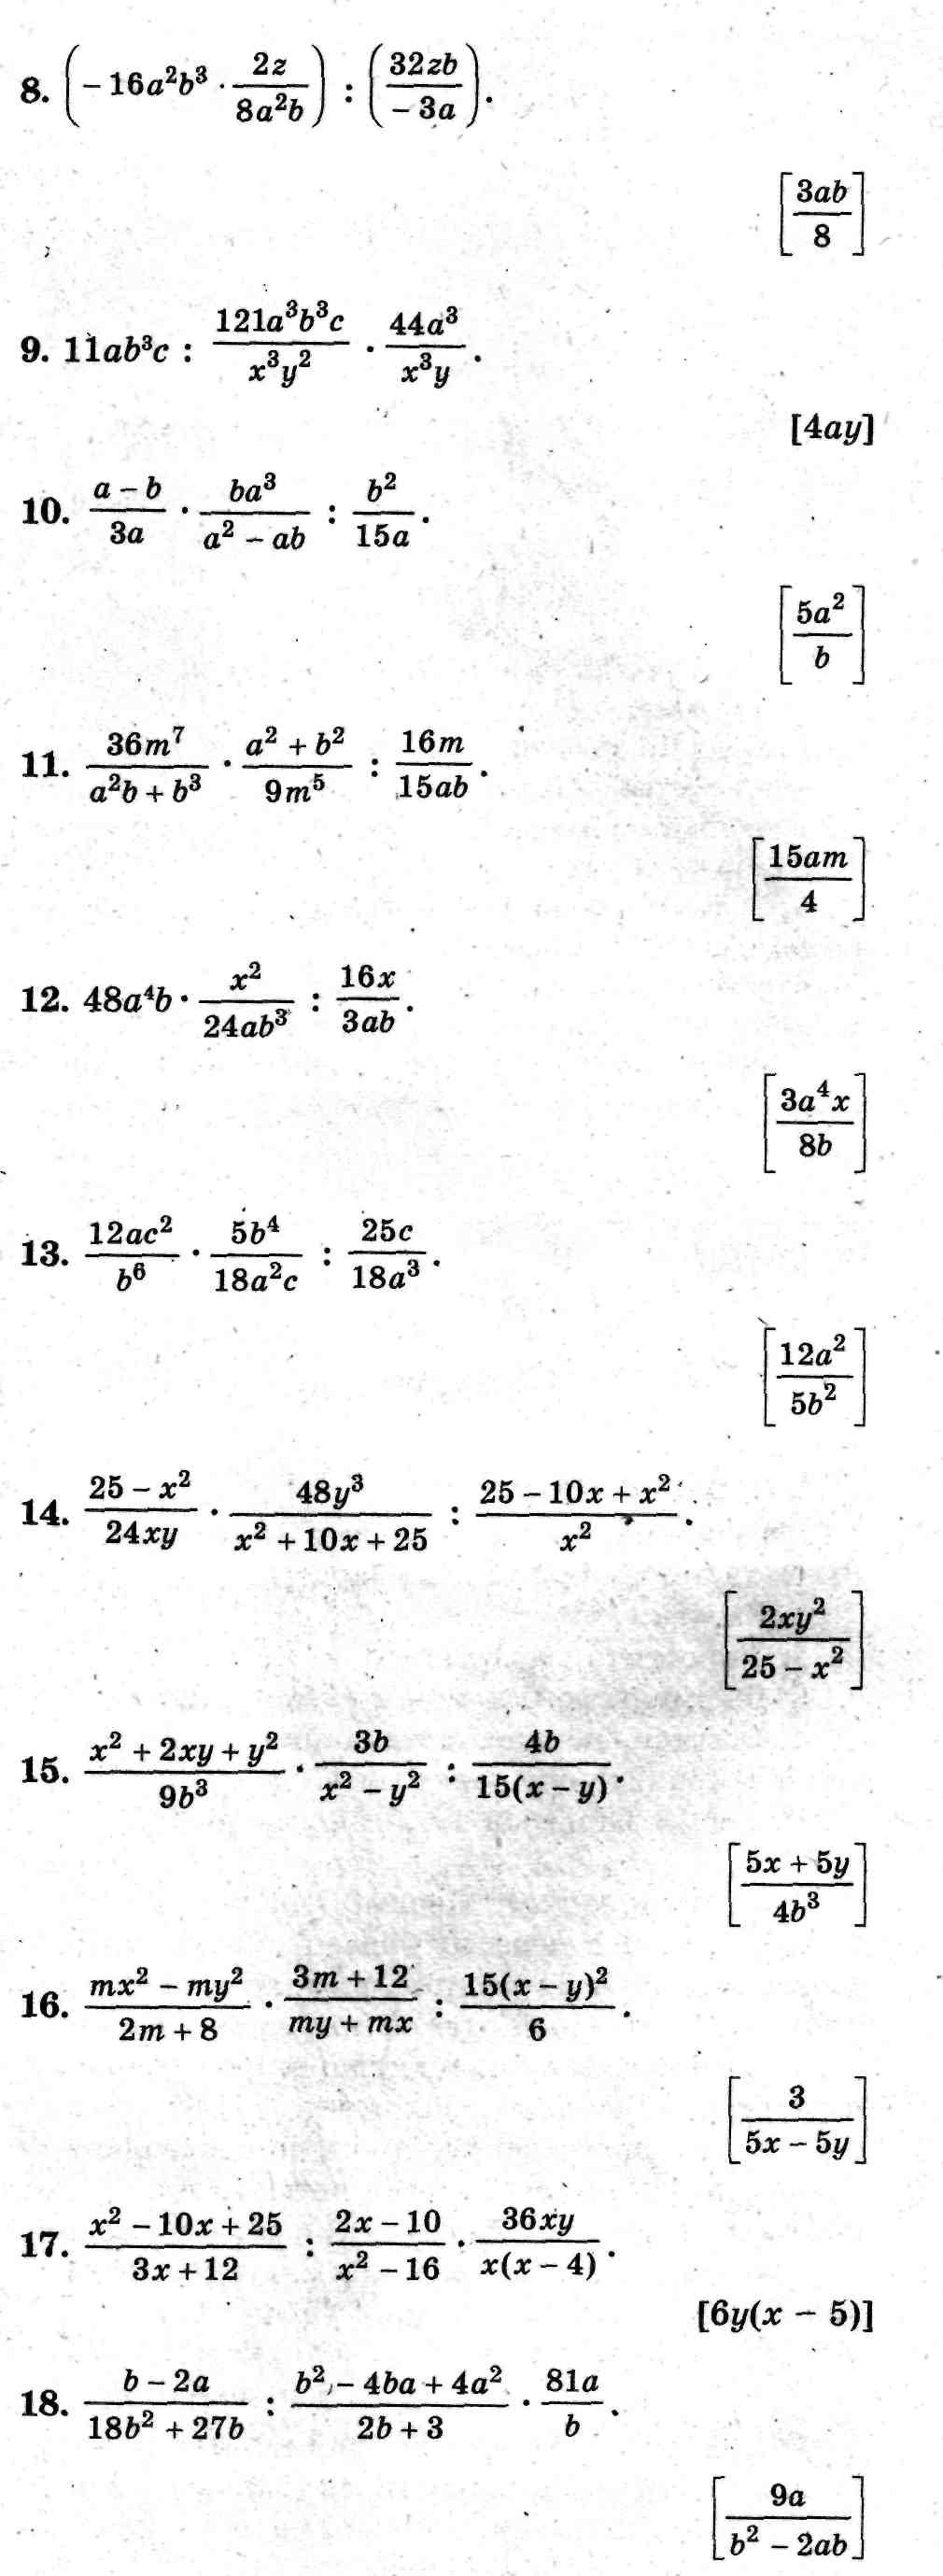 8. (−16a²b³ · 2z/(8a²b)) : (32zb/(−3a)).
[3ab/8]
9. 11ab³c : 121a³b³c/(x³y²) · 44a³/(x³y).
[4ay]
10. (a − b)/(3a) · ba³/(a² − ab) : b²/(15a).
[5a²/b]
11. 36m⁷/(a²b + b³) · (a² + b²)/(9m⁵) : 16m/(15ab).
[15am/4]
12. 48a⁴b · x²/(24ab³) : 16x/(3ab).
[3a⁴x/(8b)]
13. 12ac²/b⁶ · 5b⁴/(18a²c) : 25c/(18a³).
[12a²/(5b²)]
14. (25 − x²)/(24xy) · 48y³/(x² + 10x + 25) : (25 − 10x + x²)/x².
[2xy²/(25 − x²)]
15. (x² + 2xy + y²)/(9b³) · 3b/(x² − y²) : 4b/(15(x − y)).
[(5x + 5y)/(4b³)]
16. (mx² − my²)/(2m + 8) · (3m + 12)/(my + mx) : 15(x − y)²/6.
[3/(5x − 5y)]
17. (x² − 10x + 25)/(3x + 12) : (2x − 10)/(x² − 16) · 36xy/(x(x − 4)).
[6y(x − 5)]
18. (b − 2a)/(18b² + 27b) : (b² − 4ba + 4a²)/(2b + 3) · 81a/b.
[9a/(b² − 2ab)]